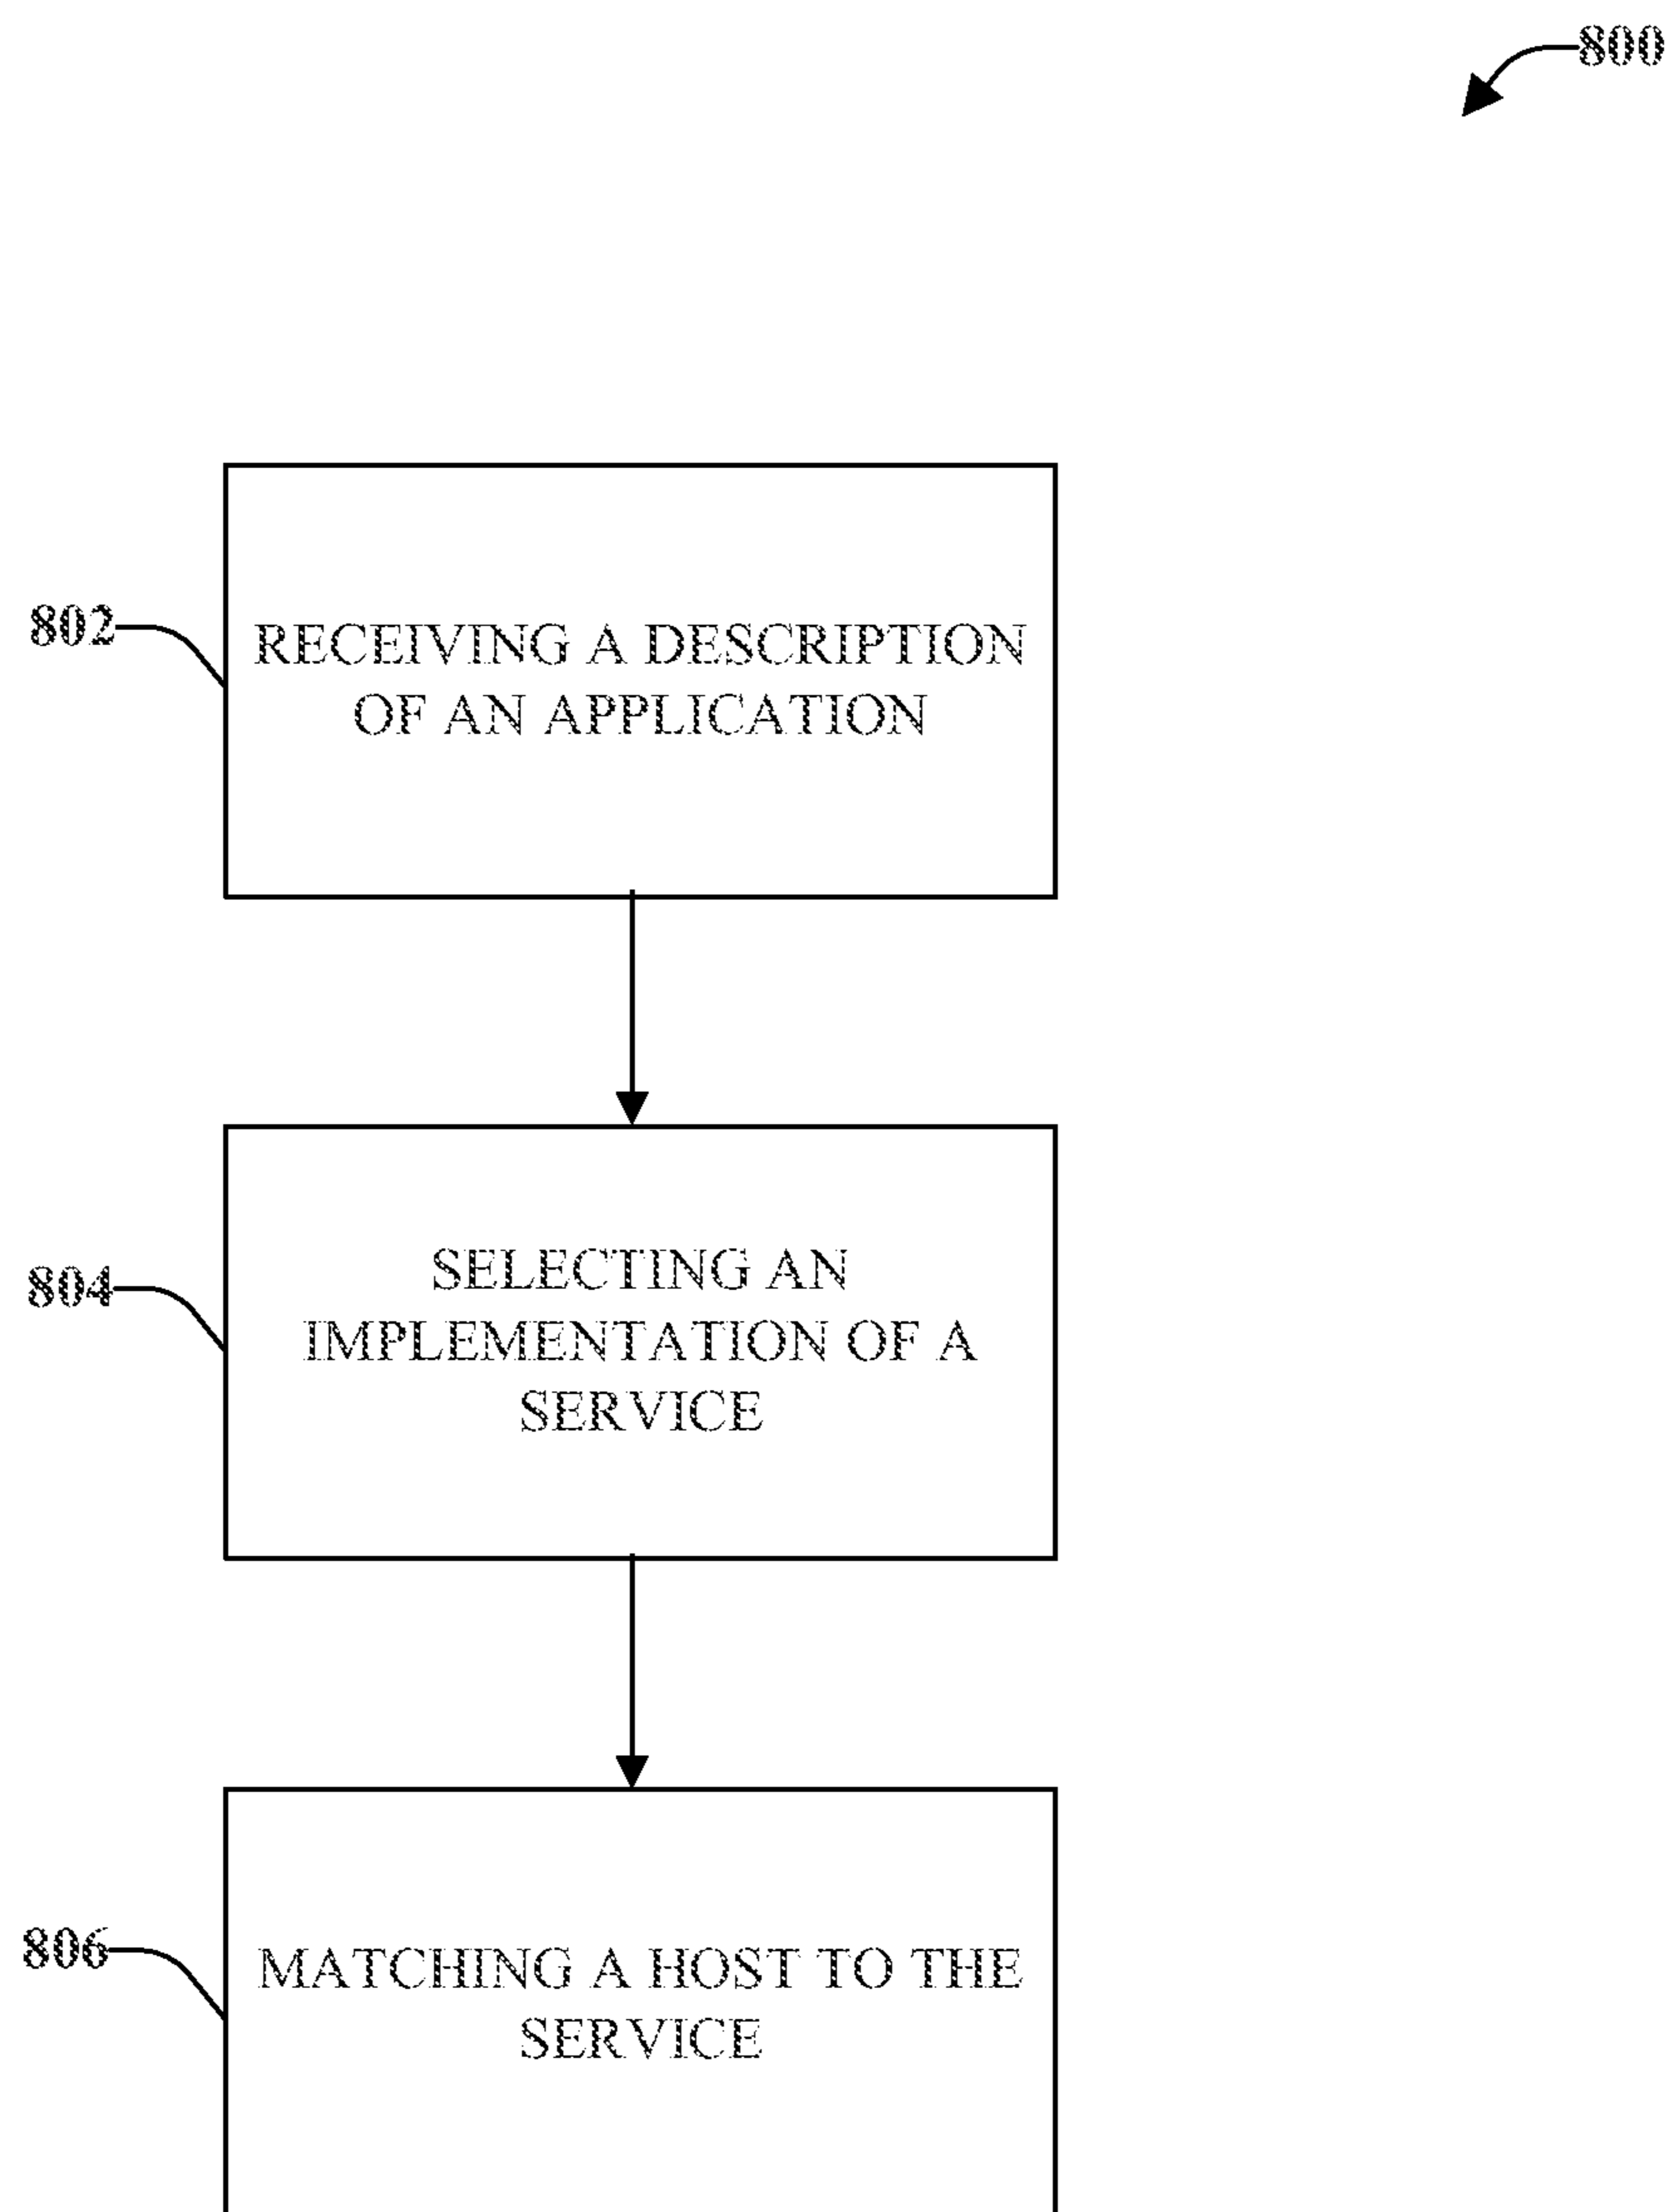 800
802
RECEIVING A DESCRIPTION
OF AN APPLICATION
804
SELECTING AN
IMPLEMENTATION OF A
SERVICE
806
MATCHING A HOST TO THE
SERVICE